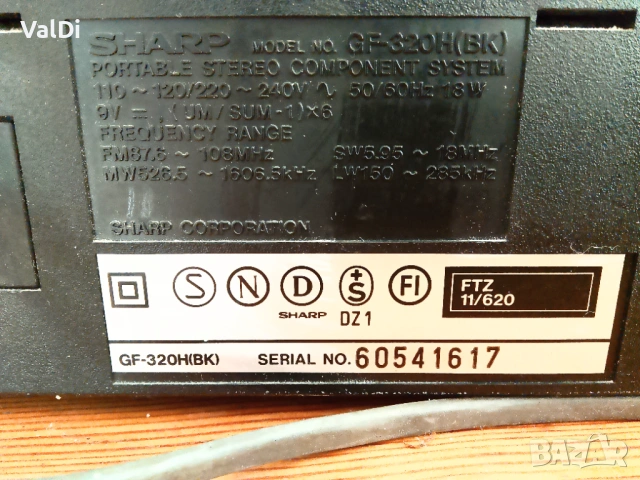 ValDi
SHARP MODEL NO. GF-320H(BK)
PORTABLE STEREO COMPONENT SYSTEM
110~120/220~240V ∿ 50/60Hz 18W
9V ⎓ (UM/SUM-1)×6
FREQUENCY RANGE
FM87.6 ~ 108MHz SW5.95 ~ 18MHz
MW526.5 ~ 1606.5kHz LW150 ~ 285kHz
SHARP CORPORATION
S N D +S FI FTZ
11/620
SHARP DZ1
GF-320H(BK) SERIAL NO. 60541617
BAZAR